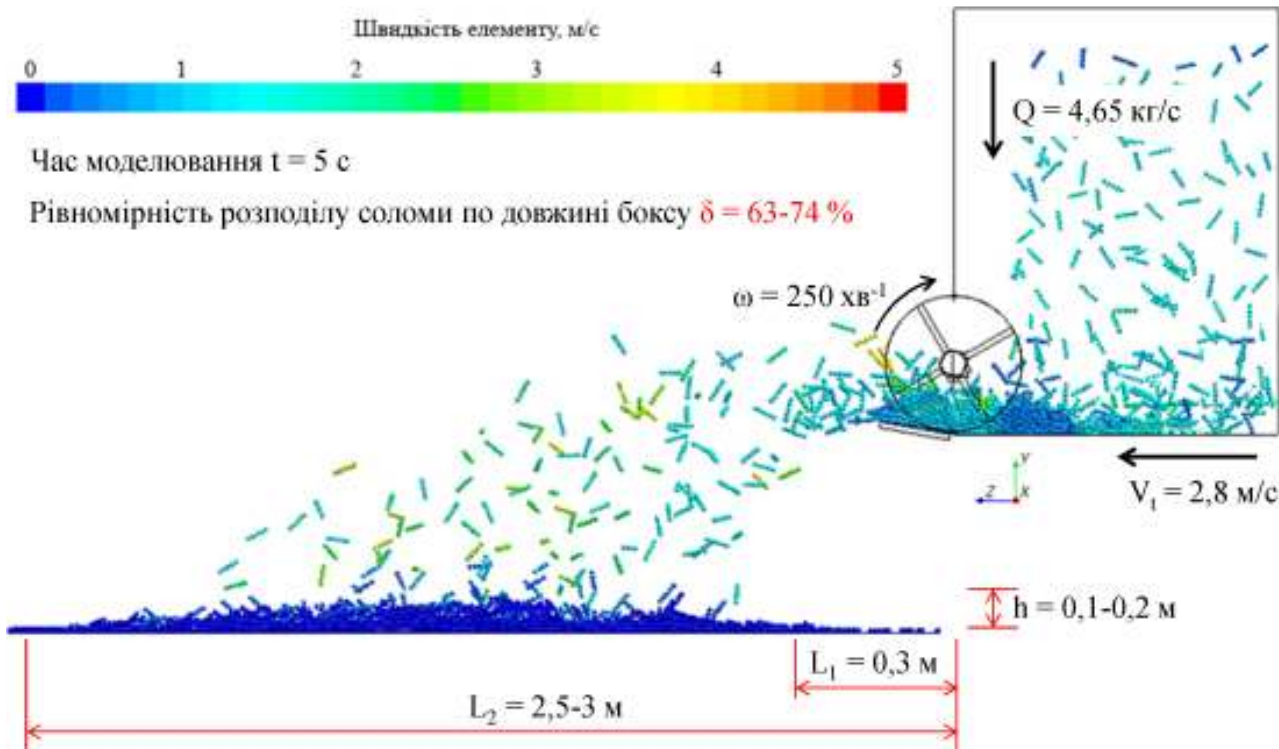 Швидкість елементу, м/с
0 1 2 3 4 5
Q = 4,65 кг/с
Час моделювання t = 5 с
Рівномірність розподілу соломи по довжині боксу δ = 63-74 %
ω = 250 хв⁻¹
Y
Z X
V₁ = 2,8 м/с
h = 0,1-0,2 м
L₁ = 0,3 м
L₂ = 2,5-3 м